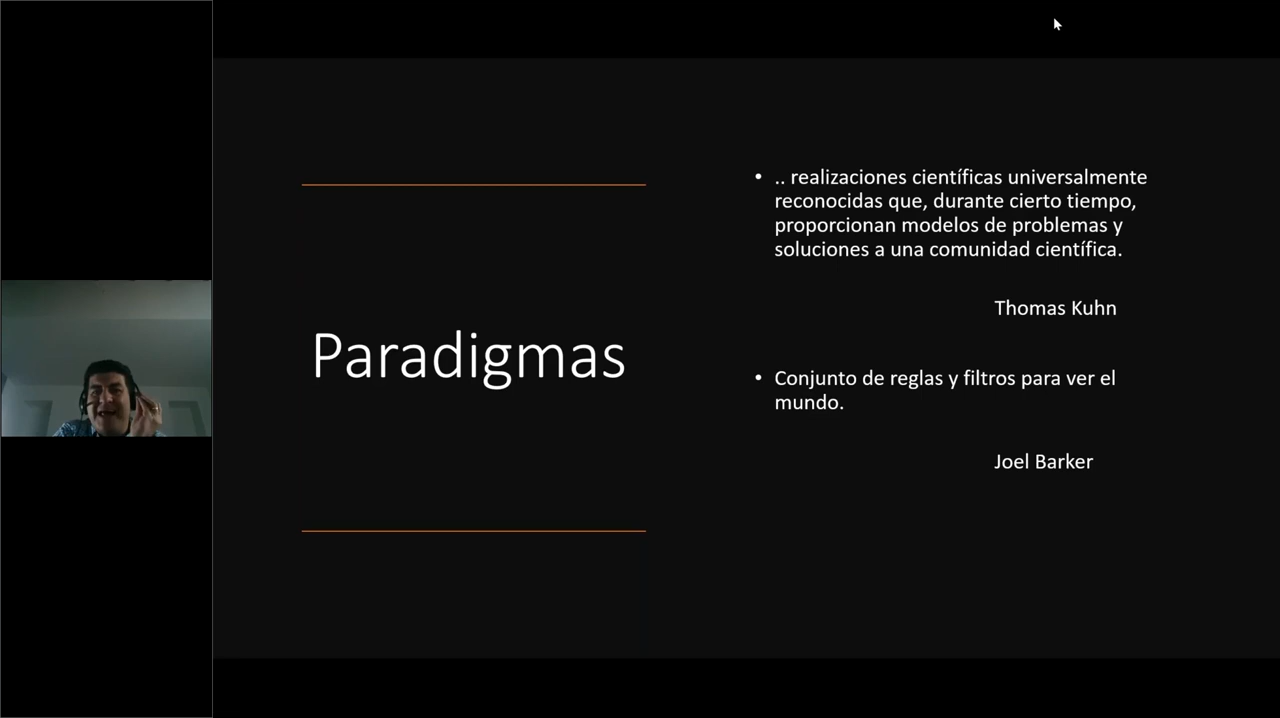 Paradigmas
• .. realizaciones científicas universalmente
reconocidas que, durante cierto tiempo,
proporcionan modelos de problemas y
soluciones a una comunidad científica.
Thomas Kuhn
• Conjunto de reglas y filtros para ver el
mundo.
Joel Barker